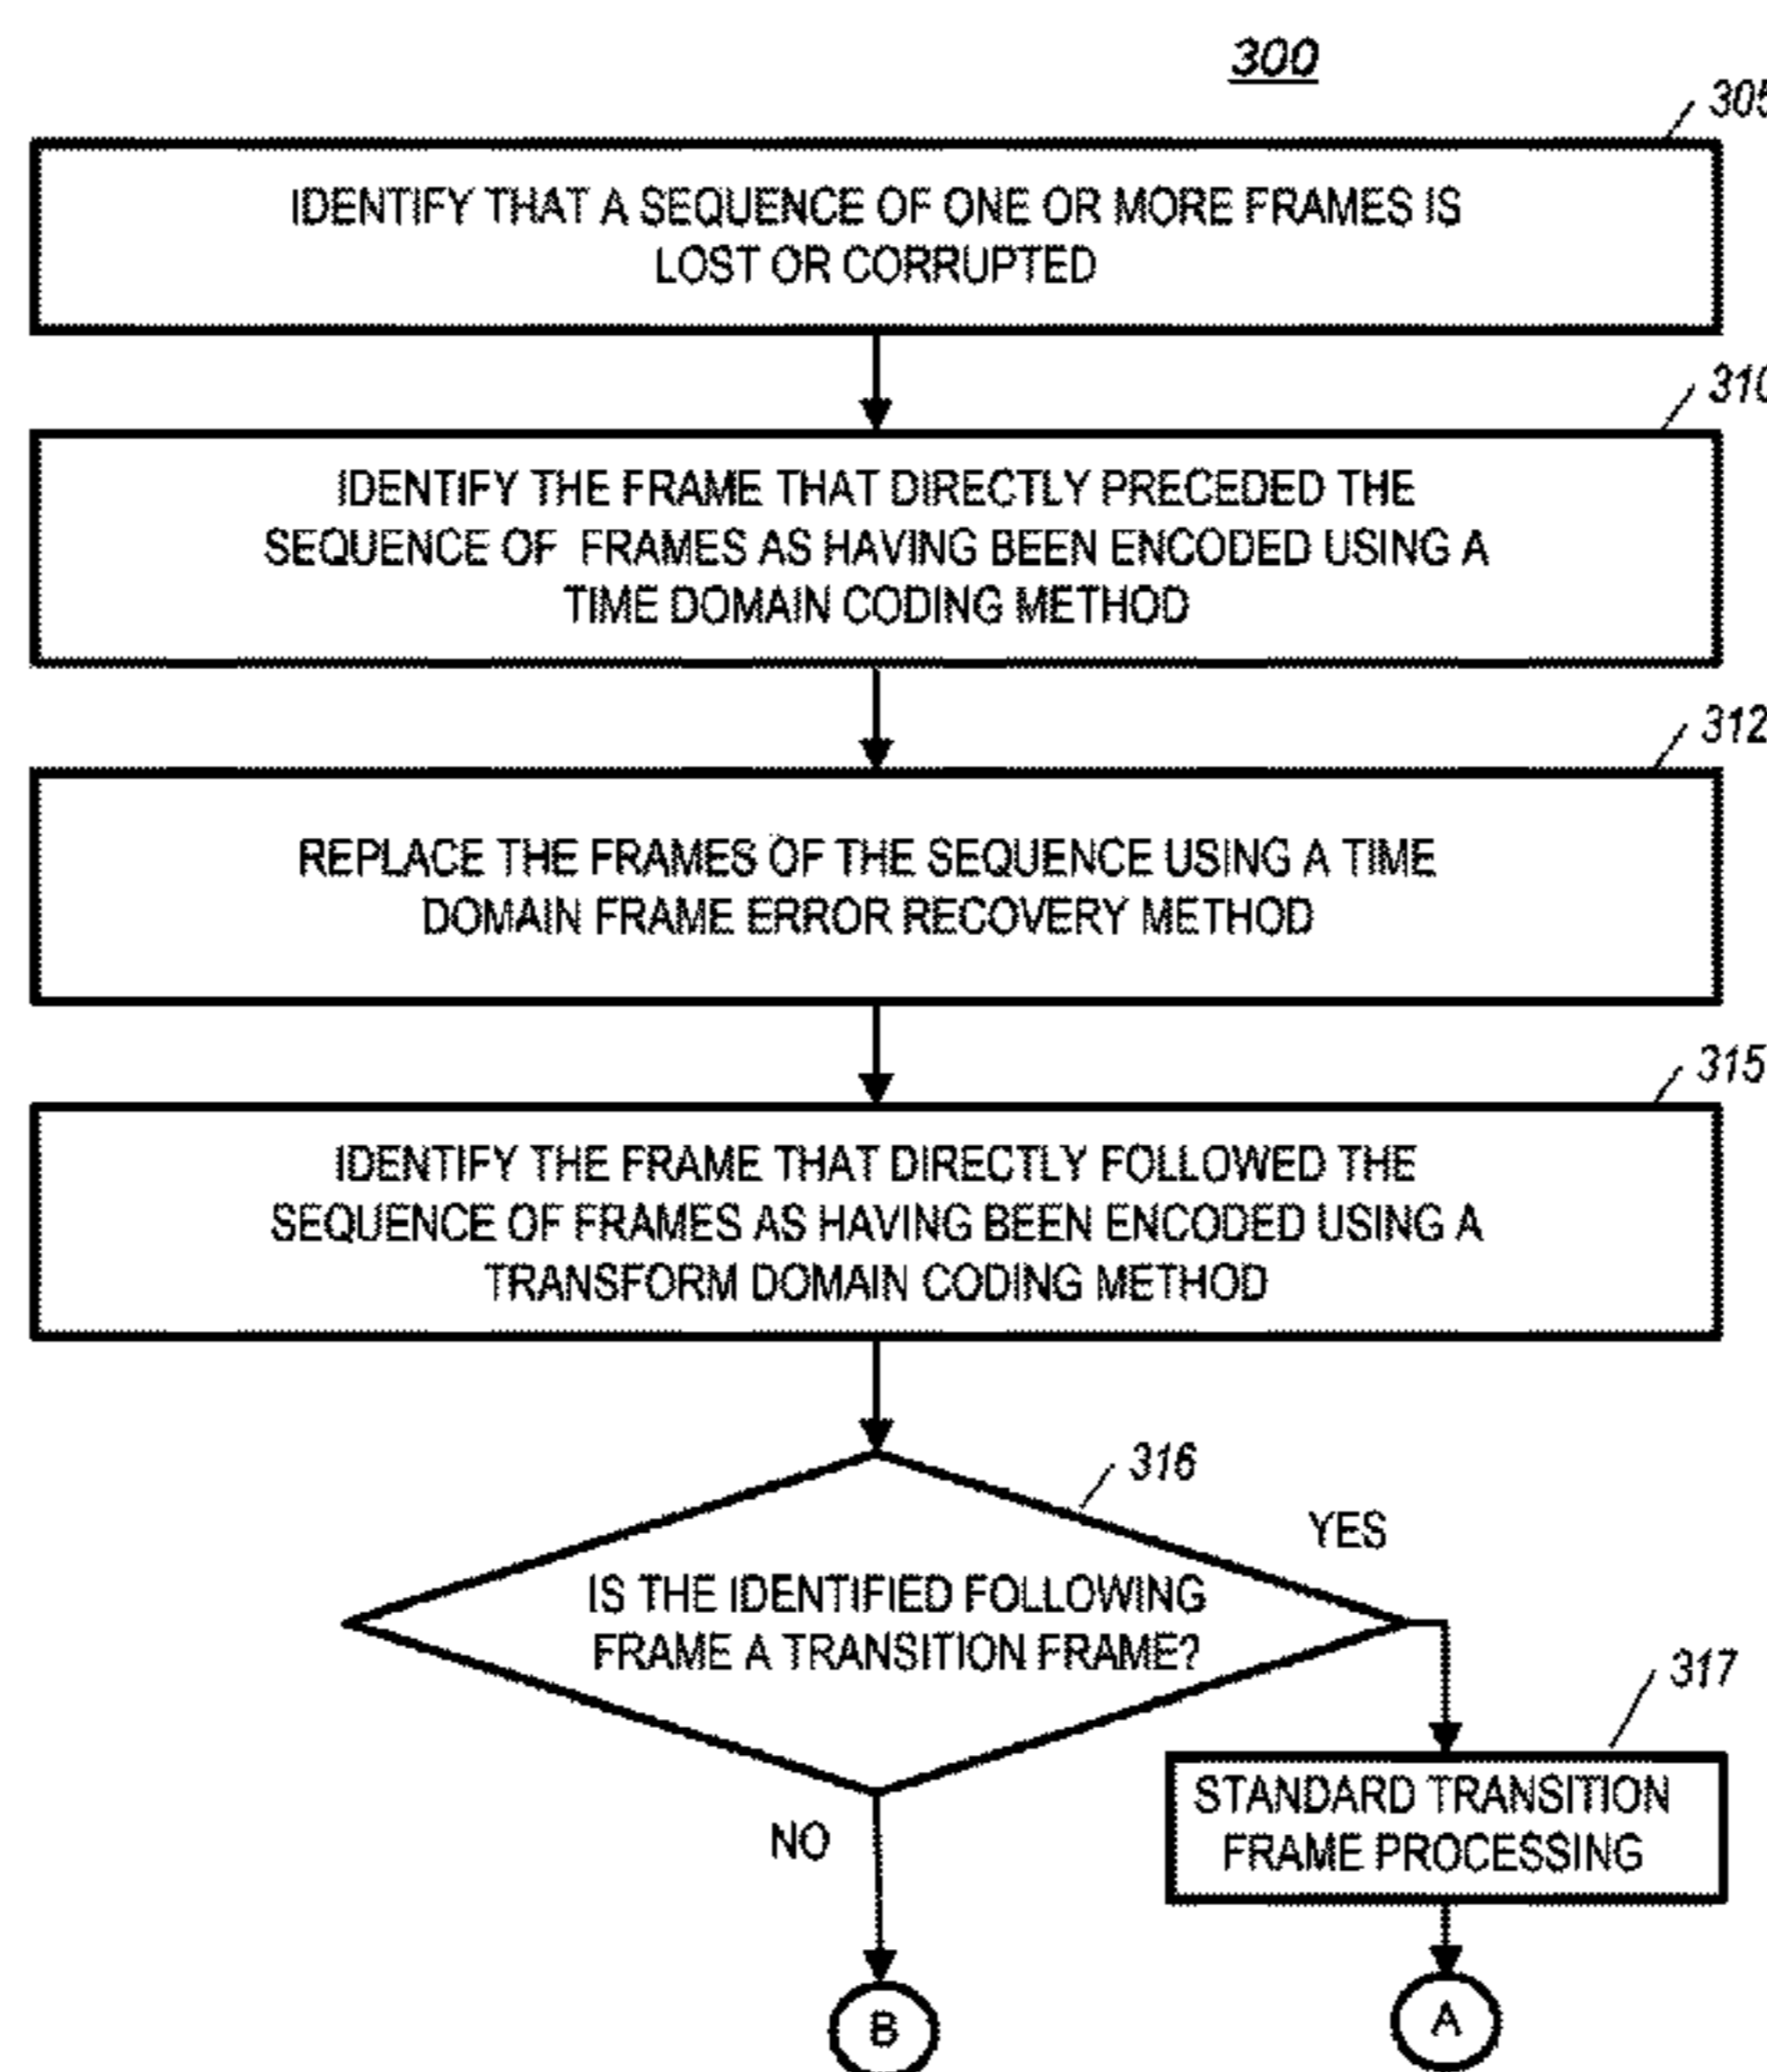 300
305
IDENTIFY THAT A SEQUENCE OF ONE OR MORE FRAMES IS
LOST OR CORRUPTED
310
IDENTIFY THE FRAME THAT DIRECTLY PRECEDED THE
SEQUENCE OF FRAMES AS HAVING BEEN ENCODED USING A
TIME DOMAIN CODING METHOD
312
REPLACE THE FRAMES OF THE SEQUENCE USING A TIME
DOMAIN FRAME ERROR RECOVERY METHOD
315
IDENTIFY THE FRAME THAT DIRECTLY FOLLOWED THE
SEQUENCE OF FRAMES AS HAVING BEEN ENCODED USING A
TRANSFORM DOMAIN CODING METHOD
316
YES
IS THE IDENTIFIED FOLLOWING
FRAME A TRANSITION FRAME?
317
STANDARD TRANSITION
FRAME PROCESSING
NO
B
A